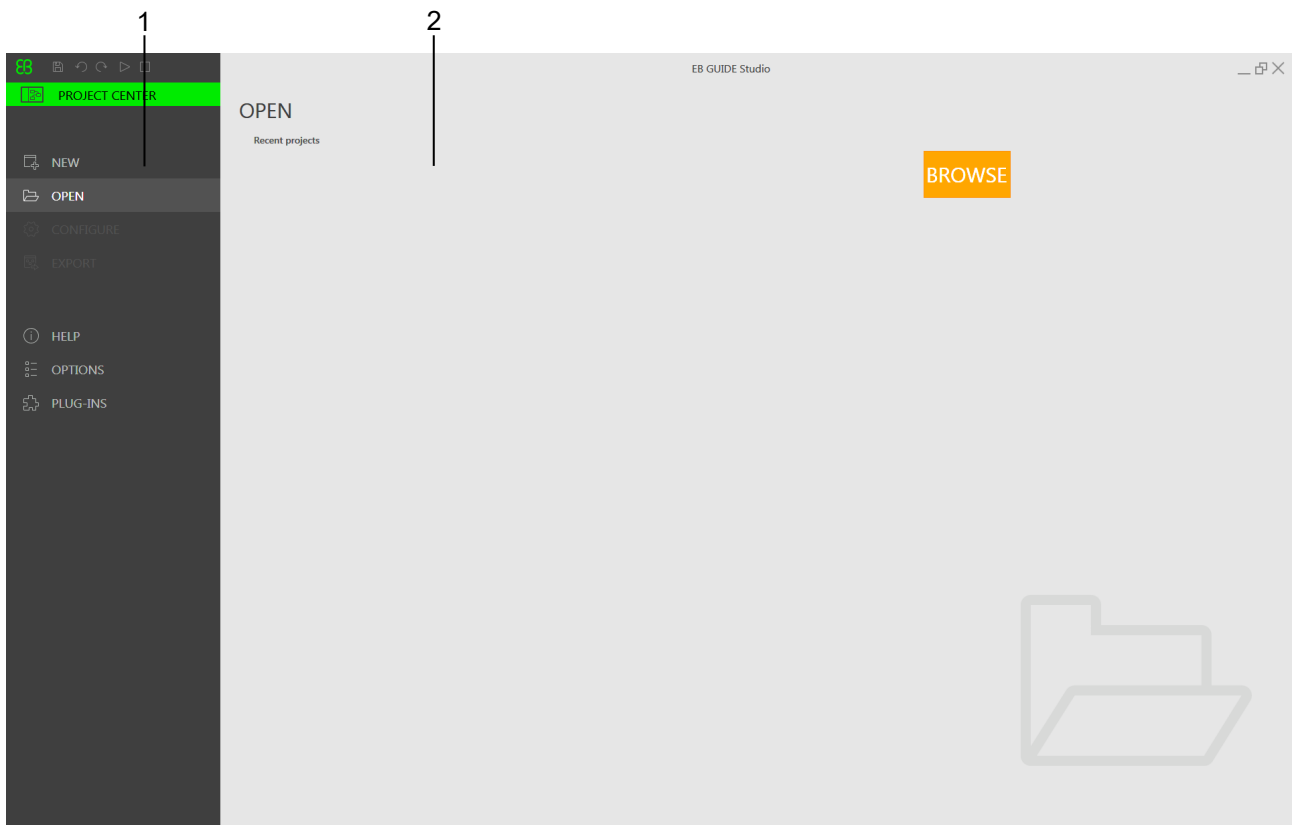 1 2
EB
EB GUIDE Studio
PROJECT CENTER
OPEN
Recent projects
NEW
BROWSE
OPEN
CONFIGURE
EXPORT
HELP
OPTIONS
PLUG-INS